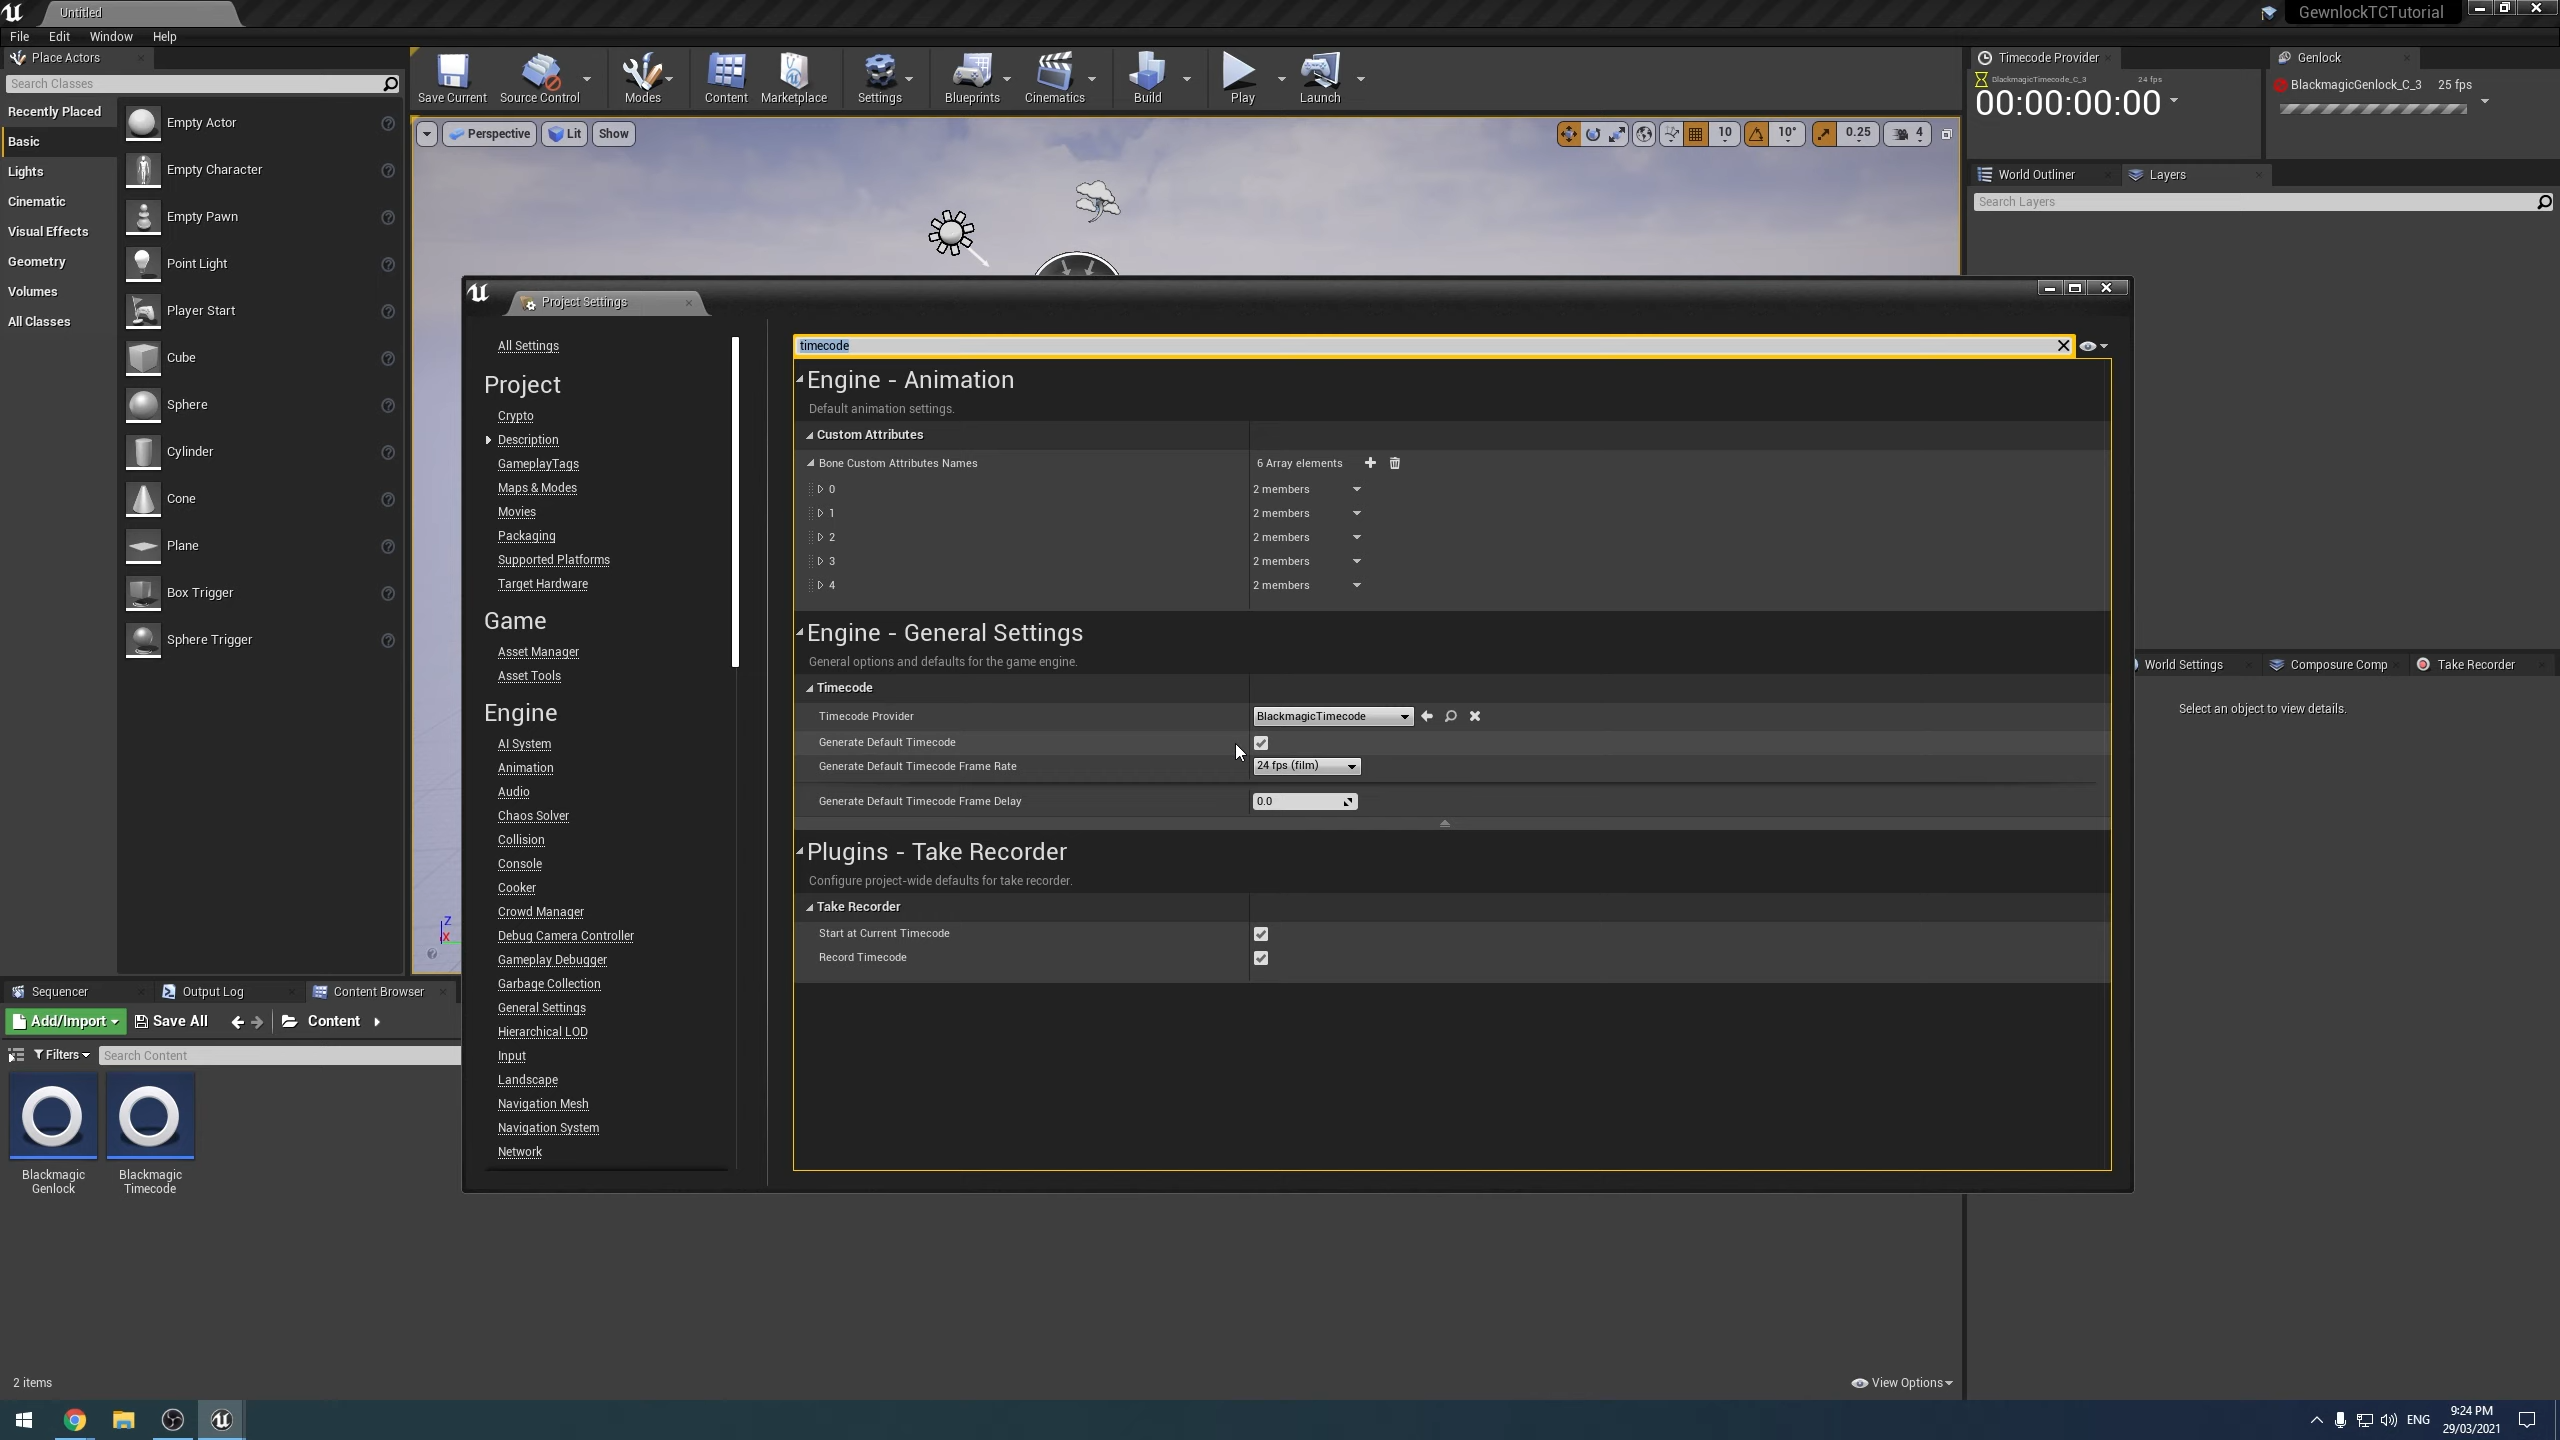 Untitled
GewnlockTCTutorial
File Edit Window Help
Place Actors
Search Classes
Recently Placed
Basic
Lights
Cinematic
Visual Effects
Geometry
Volumes
All Classes
Empty Actor
Empty Character
Empty Pawn
Point Light
Player Start
Cube
Sphere
Cylinder
Cone
Plane
Box Trigger
Sphere Trigger
Save Current
Source Control
Modes
Content
Marketplace
Settings
Blueprints
Cinematics
Build
Play
Launch
Perspective
Lit
Show
10
10°
0.25
4
Timecode Provider
BlackmagicTimecode_C_3 24 fps
00:00:00:00
Genlock
BlackmagicGenlock_C_3 25 fps
World Outliner
Layers
Search Layers
Project Settings
All Settings
Project
Crypto
Description
GameplayTags
Maps & Modes
Movies
Packaging
Supported Platforms
Target Hardware
Game
Asset Manager
Asset Tools
Engine
AI System
Animation
Audio
Chaos Solver
Collision
Console
Cooker
Crowd Manager
Debug Camera Controller
Gameplay Debugger
Garbage Collection
General Settings
Hierarchical LOD
Input
Landscape
Navigation Mesh
Navigation System
Network
timecode
Engine - Animation
Default animation settings.
Custom Attributes
Bone Custom Attributes Names 6 Array elements
0 2 members
1 2 members
2 2 members
3 2 members
4 2 members
Engine - General Settings
General options and defaults for the game engine.
Timecode
Timecode Provider BlackmagicTimecode
Generate Default Timecode
Generate Default Timecode Frame Rate 24 fps (film)
Generate Default Timecode Frame Delay 0.0
Plugins - Take Recorder
Configure project-wide defaults for take recorder.
Take Recorder
Start at Current Timecode
Record Timecode
World Settings
Composure Comp
Take Recorder
Select an object to view details.
Z
X
Sequencer
Output Log
Content Browser
Add/Import
Save All
Content
Filters
Search Content
Blackmagic
Genlock
Blackmagic
Timecode
2 items
View Options
ENG
9:24 PM
29/03/2021